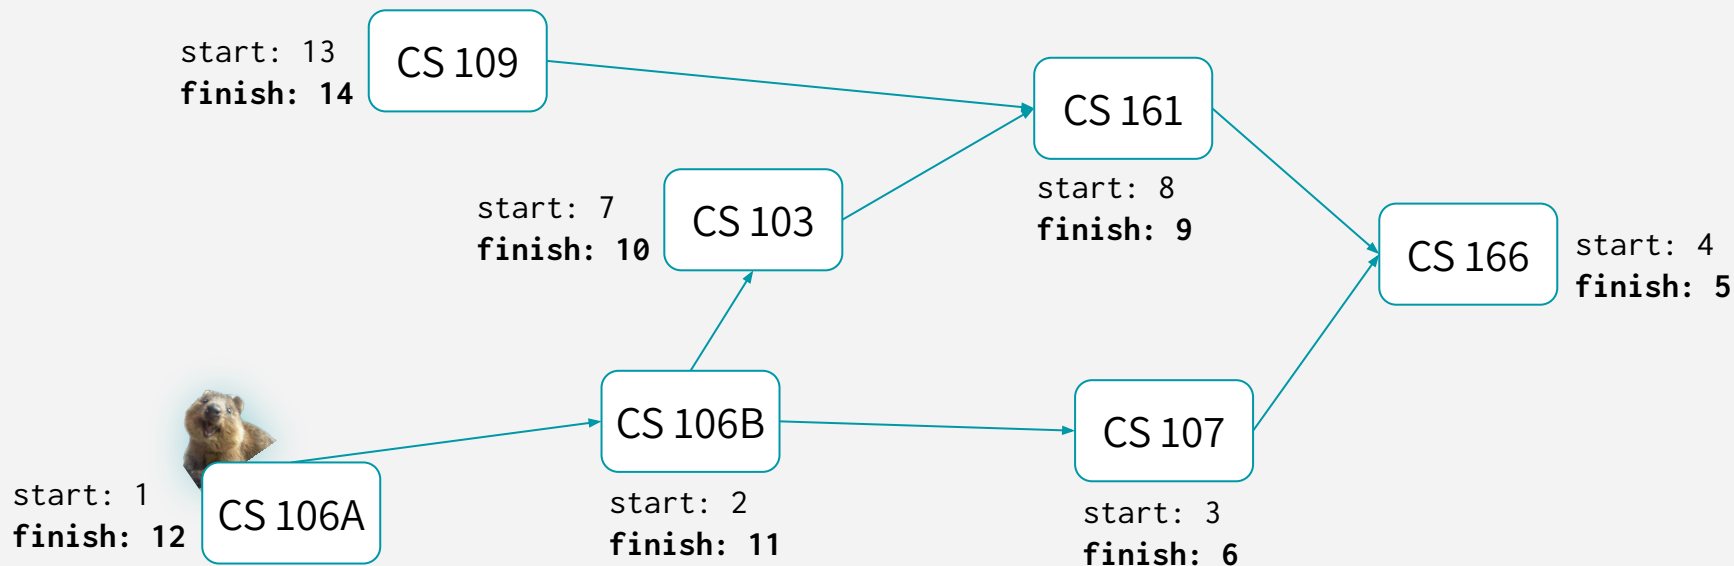 start: 13
finish: 14
CS 109
CS 161
start: 8
finish: 9
start: 7
finish: 10
CS 103
CS 166
start: 4
finish: 5
start: 1
finish: 12
CS 106A
CS 106B
start: 2
finish: 11
CS 107
start: 3
finish: 6